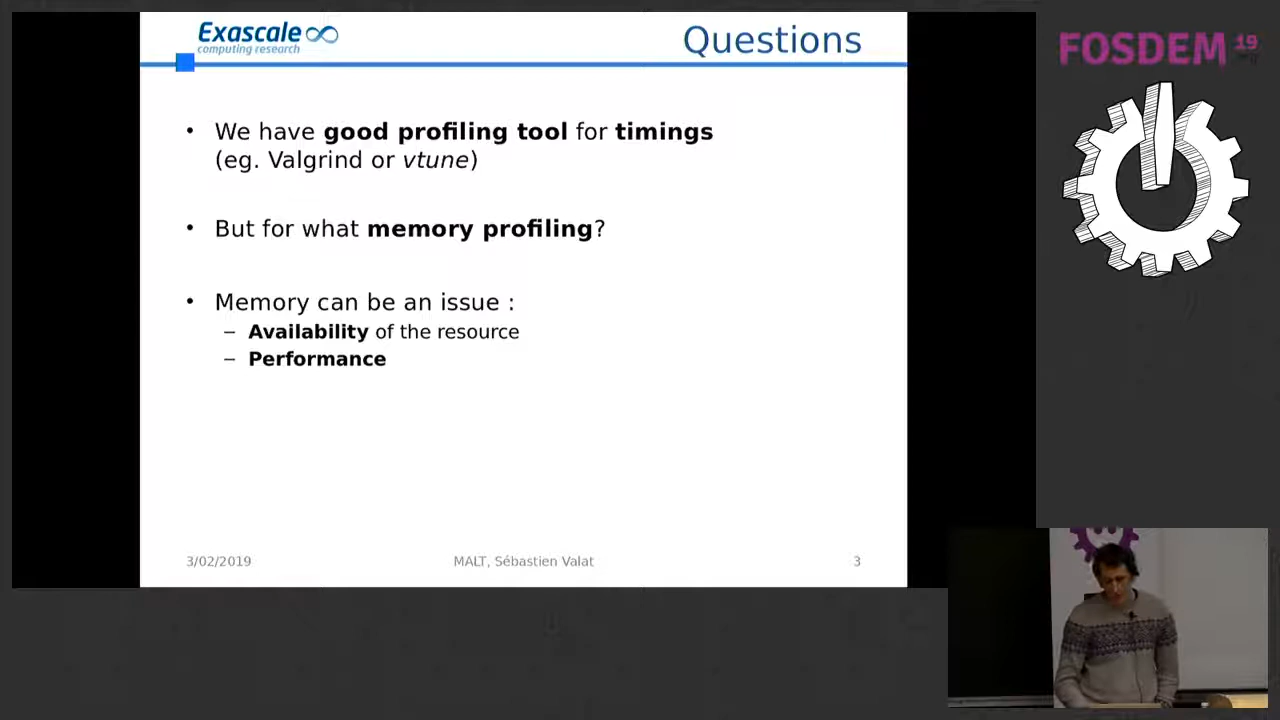 Exascale
computing research
Questions
FOSDEM 19
• We have good profiling tool for timings
(eg. Valgrind or vtune)
• But for what memory profiling?
• Memory can be an issue :
– Availability of the resource
– Performance
3/02/2019
MALT, Sébastien Valat
3